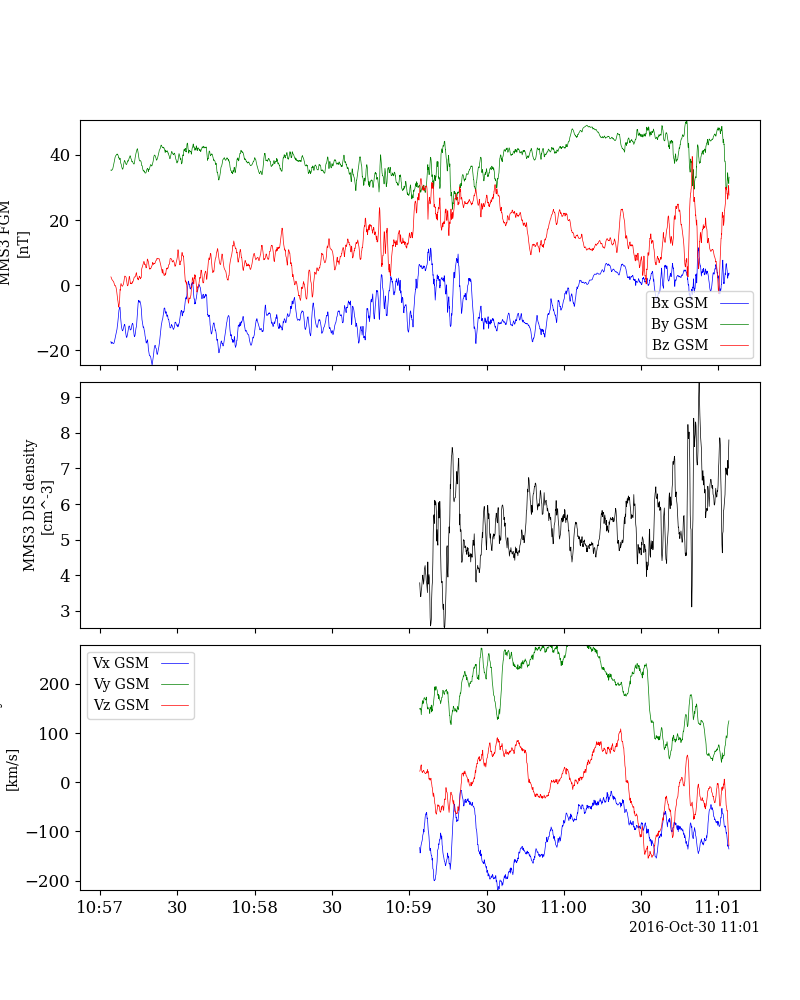 40
20
0
−20
MMS3 FGM
[nT]
Bx GSM
By GSM
Bz GSM
9
8
7
6
5
4
3
MMS3 DIS density
[cm^-3]
Vx GSM
Vy GSM
Vz GSM
200
100
0
−100
−200
[km/s]
10:57 30 10:58 30 10:59 30 11:00 30 11:01
2016-Oct-30 11:01